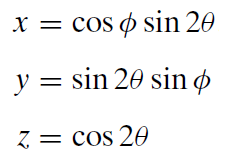 x = cos ϕ sin 2θ
y = sin 2θ sin ϕ
z = cos 2θ